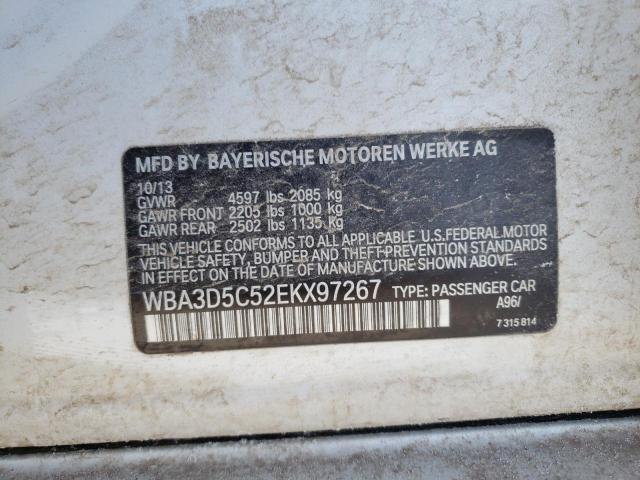 MFD BY BAYERISCHE MOTOREN WERKE AG
10/13
GVWR 4597 lbs 2085 kg
GAWR FRONT 2205 lbs 1000 kg
GAWR REAR 2502 lbs 1135 kg
THIS VEHICLE CONFORMS TO ALL APPLICABLE U.S.FEDERAL MOTOR
VEHICLE SAFETY, BUMPER AND THEFT-PREVENTION STANDARDS
IN EFFECT ON THE DATE OF MANUFACTURE SHOWN ABOVE.
WBA3D5C52EKX97267 TYPE: PASSENGER CAR
A96/
7 315 814